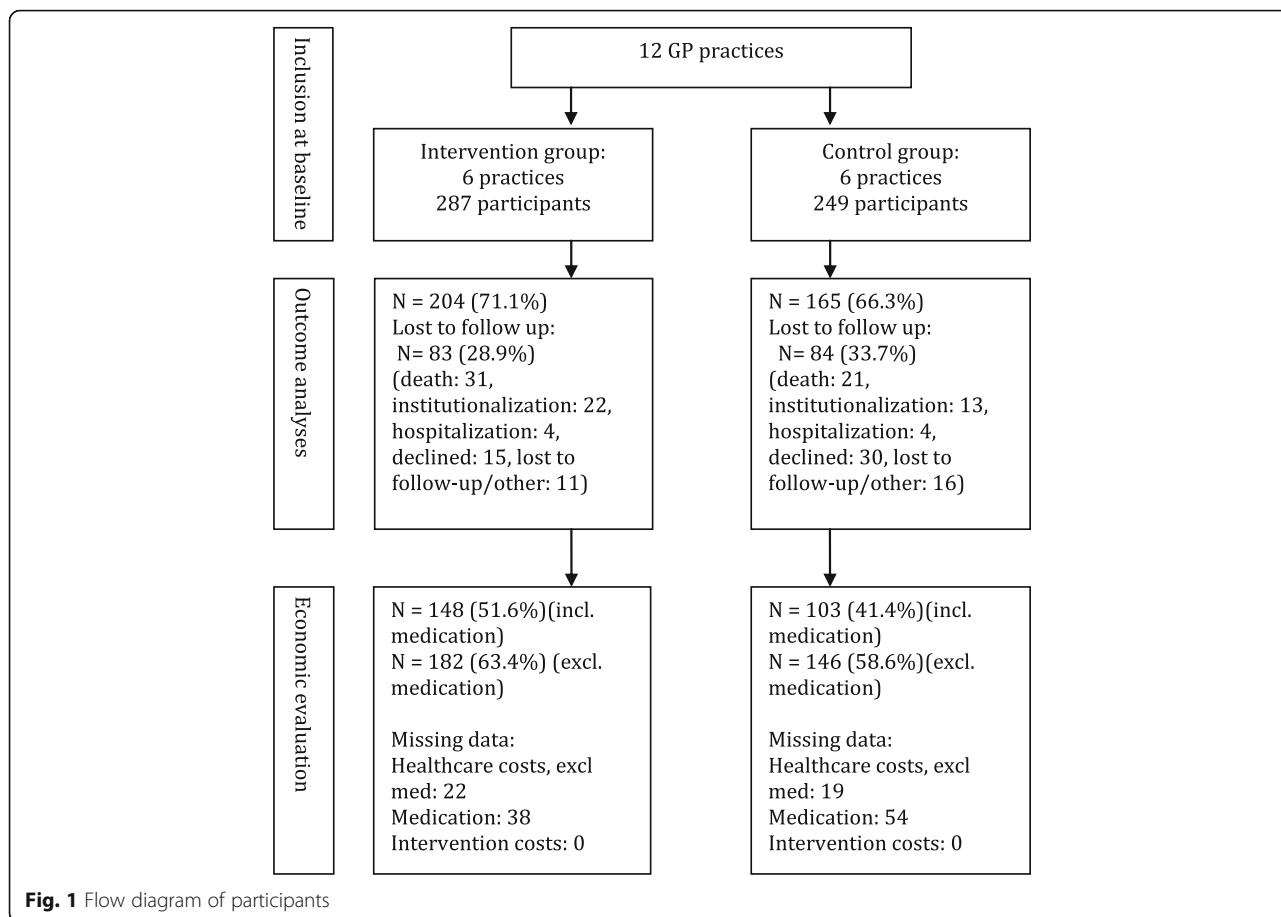 Inclusion at baseline
12 GP practices
Intervention group:
6 practices
287 participants
Control group:
6 practices
249 participants
Outcome analyses
N = 204 (71.1%)
Lost to follow up:
N= 83 (28.9%)
(death: 31,
institutionalization: 22,
hospitalization: 4,
declined: 15, lost to
follow-up/other: 11)
N = 165 (66.3%)
Lost to follow up:
N= 84 (33.7%)
(death: 21,
institutionalization: 13,
hospitalization: 4,
declined: 30, lost to
follow-up/other: 16)
Economic evaluation
N = 148 (51.6%)(incl.
medication)
N = 182 (63.4%) (excl.
medication)
Missing data:
Healthcare costs, excl
med: 22
Medication: 38
Intervention costs: 0
N = 103 (41.4%)(incl.
medication)
N = 146 (58.6%)(excl.
medication)
Missing data:
Healthcare costs, excl
med: 19
Medication: 54
Intervention costs: 0
Fig. 1 Flow diagram of participants